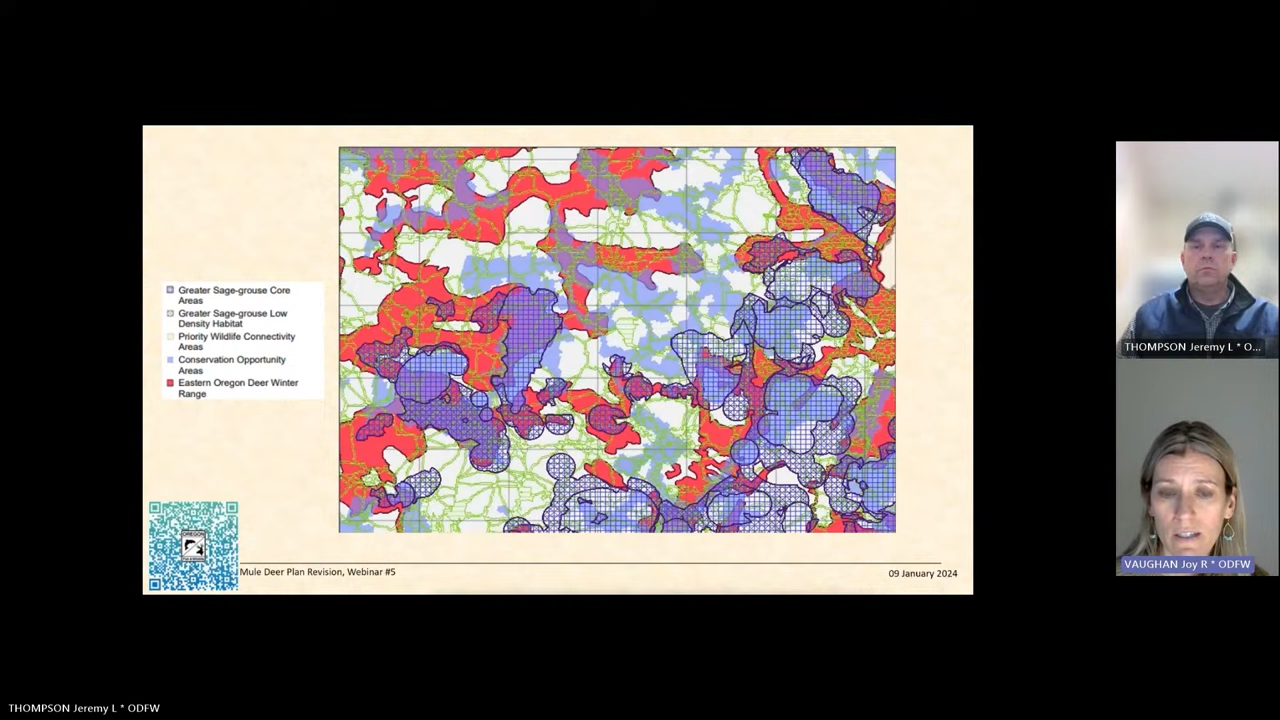 Greater Sage-grouse Core
Areas
Greater Sage-grouse Low
Density Habitat
Priority Wildlife Connectivity
Areas
Conservation Opportunity
Areas
Eastern Oregon Deer Winter
Range
OREGON
Mule Deer Plan Revision, Webinar #5
09 January 2024
THOMPSON Jeremy L * O...
VAUGHAN Joy R * ODFW
THOMPSON Jeremy L * ODFW